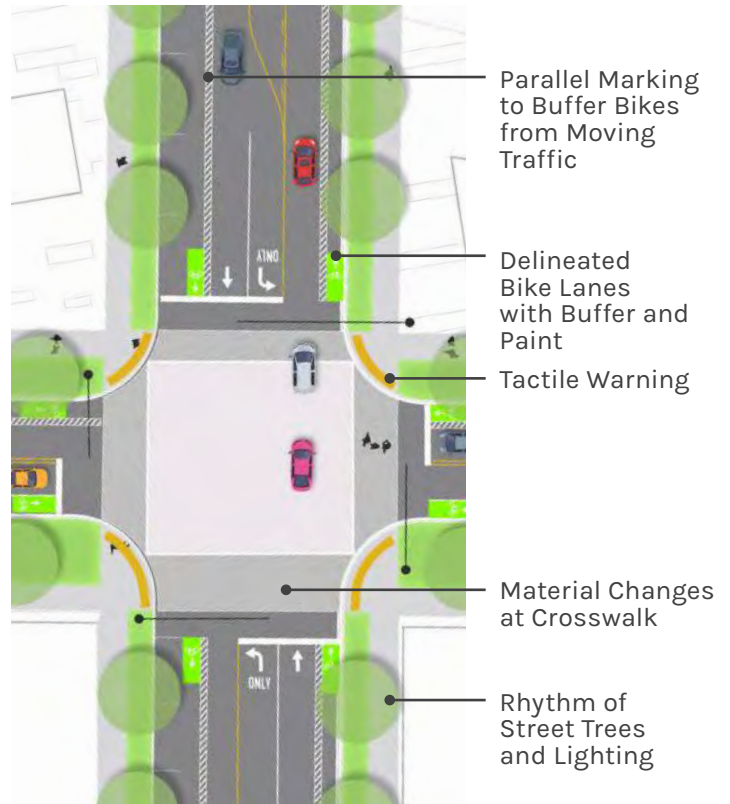 Parallel Marking
to Buffer Bikes
from Moving
Traffic
ONLY
Delineated
Bike Lanes
with Buffer and
Paint
Tactile Warning
Material Changes
at Crosswalk
ONLY
Rhythm of
Street Trees
and Lighting